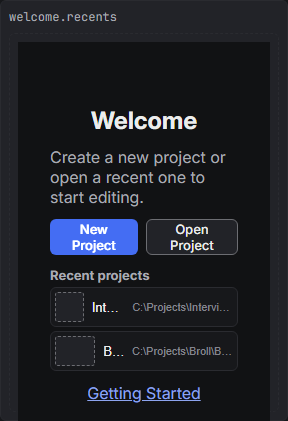 welcome.recents
Welcome
Create a new project or
open a recent one to
start editing.
New
Project
Open
Project
Recent projects
Int... C:\Projects\Intervi...
B... C:\Projects\Broll\B...
Getting Started